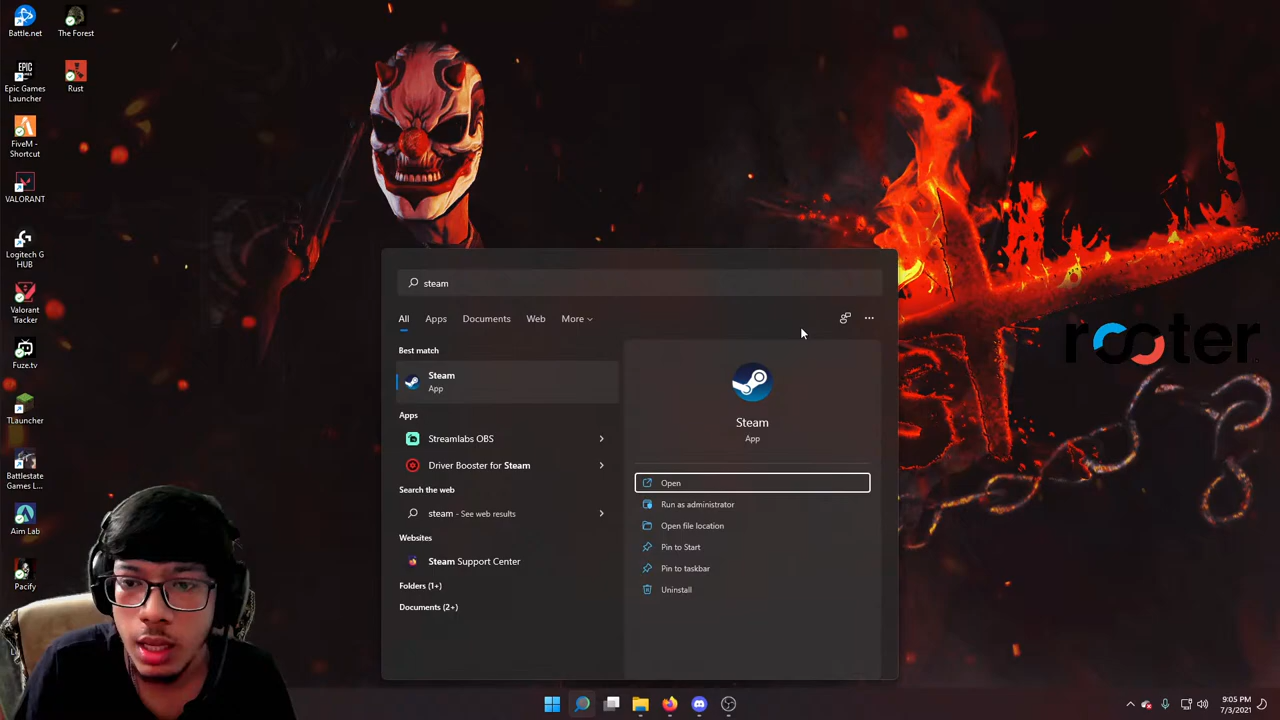 Battle.net
The Forest
EPIC
GAMES
Epic Games
Launcher
Rust
FiveM -
Shortcut
VALORANT
Logitech G
HUB
Valorant
Tracker
Fuze.tv
TLauncher
Battlestate
Games L...
Aim Lab
Pacify
steam
All
Apps
Documents
Web
More
Best match
Steam
App
Apps
Streamlabs OBS
Driver Booster for Steam
Search the web
steam - See web results
Websites
Steam Support Center
Folders (1+)
Documents (2+)
Steam
App
Open
Run as administrator
Open file location
Pin to Start
Pin to taskbar
Uninstall
rooter
9:05 PM
7/3/2021